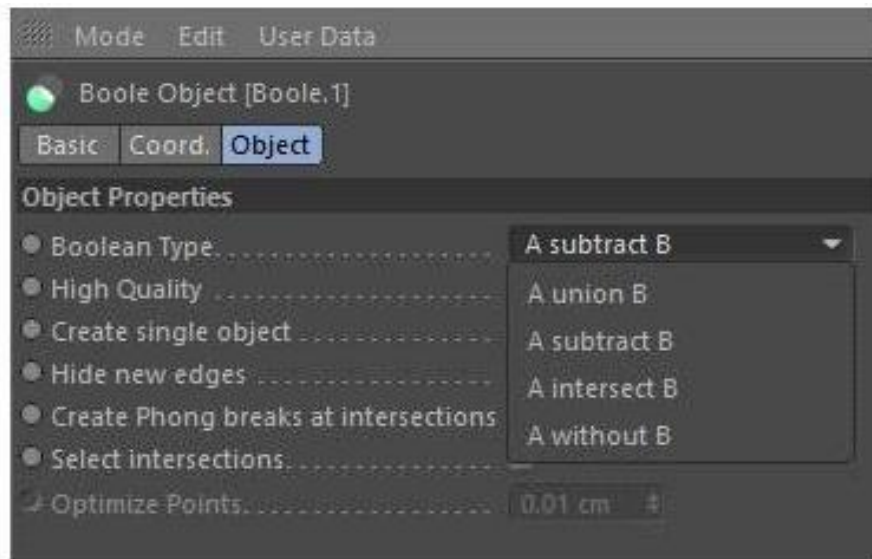 Mode Edit User Data
Boole Object [Boole.1]
Basic Coord. Object
Object Properties
Boolean Type A subtract B
High Quality A union B
Create single object A subtract B
Hide new edges A intersect B
Create Phong breaks at intersections
Select intersections A without B
Optimize Points 0.01 cm